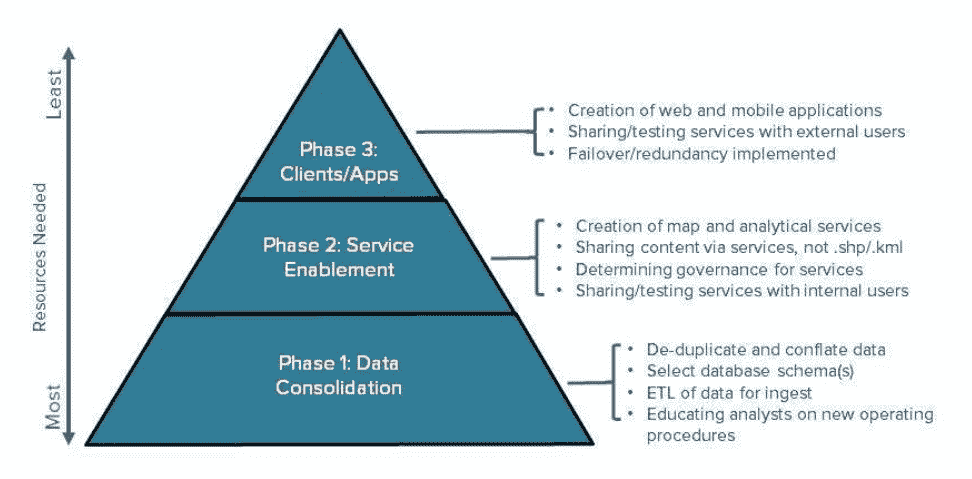 Least
Resources Needed
Most
Phase 3:
Clients/Apps
• Creation of web and mobile applications
• Sharing/testing services with external users
• Failover/redundancy implemented
Phase 2: Service
Enablement
• Creation of map and analytical services
• Sharing content via services, not .shp/.kml
• Determining governance for services
• Sharing/testing services with internal users
Phase 1: Data
Consolidation
• De-duplicate and conflate data
• Select database schema(s)
• ETL of data for ingest
• Educating analysts on new operating
procedures